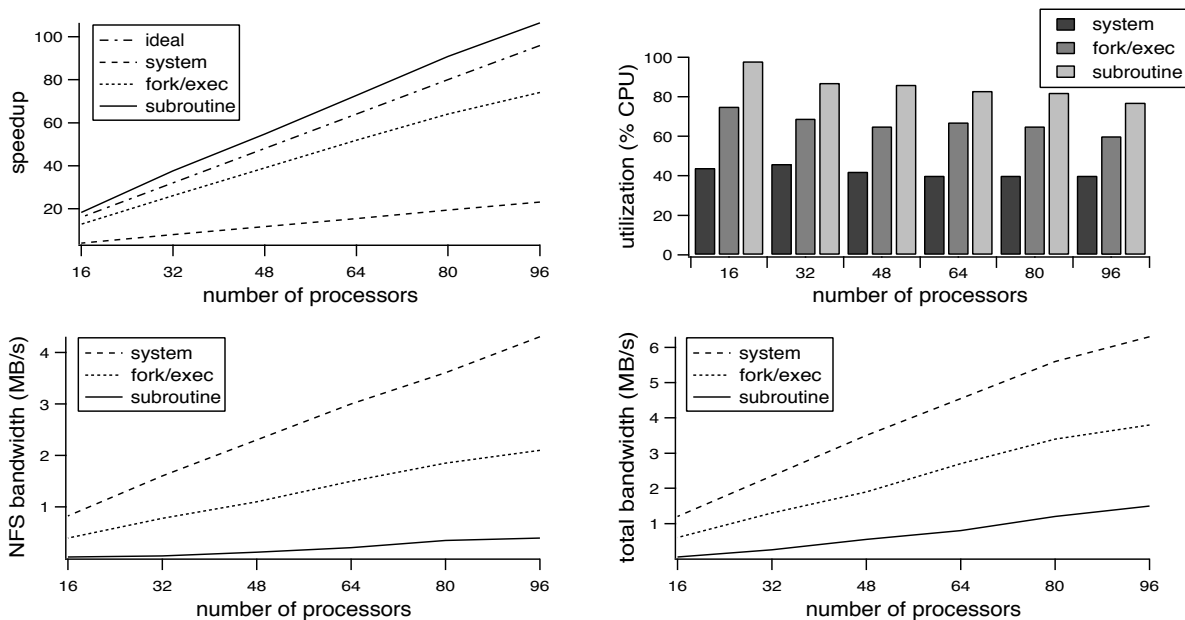 speedup
100
80
60
40
20
ideal
system
fork/exec
subroutine
16 32 48 64 80 96
number of processors
system
fork/exec
subroutine
utilization (% CPU)
100
80
60
40
20
0
16 32 48 64 80 96
number of processors
NFS bandwidth (MB/s)
4
3
2
1
system
fork/exec
subroutine
16 32 48 64 80 96
number of processors
total bandwidth (MB/s)
6
5
4
3
2
1
system
fork/exec
subroutine
16 32 48 64 80 96
number of processors